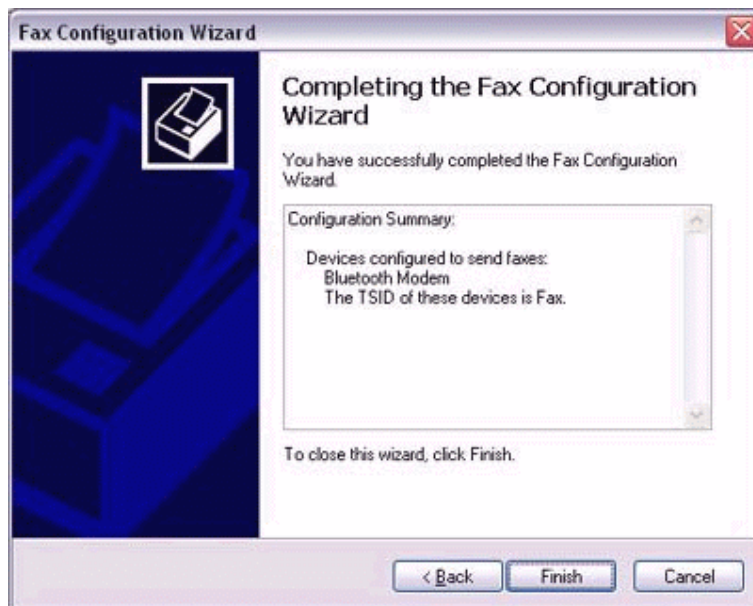 Fax Configuration Wizard
Completing the Fax Configuration
Wizard
You have successfully completed the Fax Configuration
Wizard.
Configuration Summary:
Devices configured to send faxes:
Bluetooth Modem
The TSID of these devices is Fax.
To close this wizard, click Finish.
< Back Finish Cancel